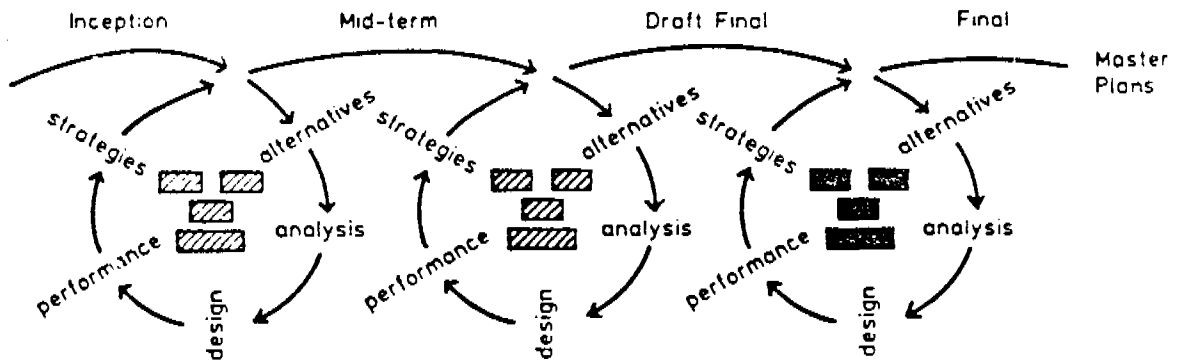 Inception
Mid-term
Draft Final
Final
Master
Plans
strategies
alternatives
analysis
design
performance
strategies
alternatives
analysis
design
performance
strategies
alternatives
analysis
design
performance